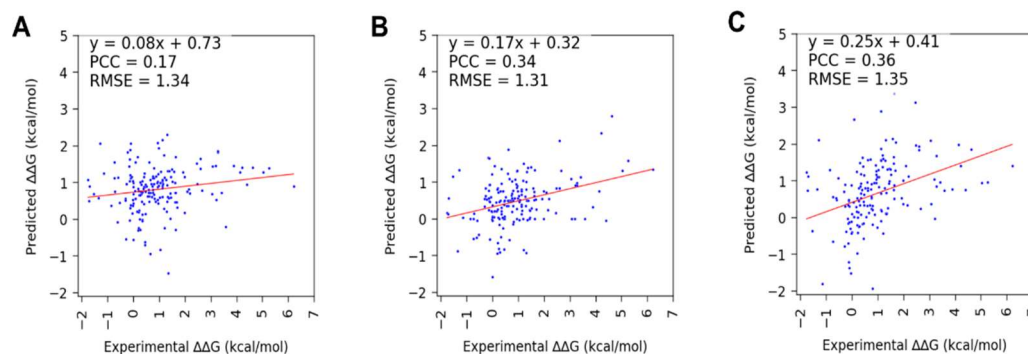 A
y = 0.08x + 0.73
PCC = 0.17
RMSE = 1.34
Predicted ΔΔG (kcal/mol)
5
4
3
2
1
0
−1
−2
−2 −1 0 1 2 3 4 5 6 7
Experimental ΔΔG (kcal/mol)
B
y = 0.17x + 0.32
PCC = 0.34
RMSE = 1.31
Predicted ΔΔG (kcal/mol)
5
4
3
2
1
0
−1
−2
−2 −1 0 1 2 3 4 5 6 7
Experimental ΔΔG (kcal/mol)
C
y = 0.25x + 0.41
PCC = 0.36
RMSE = 1.35
Predicted ΔΔG (kcal/mol)
5
4
3
2
1
0
−1
−2
−2 −1 0 1 2 3 4 5 6
Experimental ΔΔG (kcal/mol)